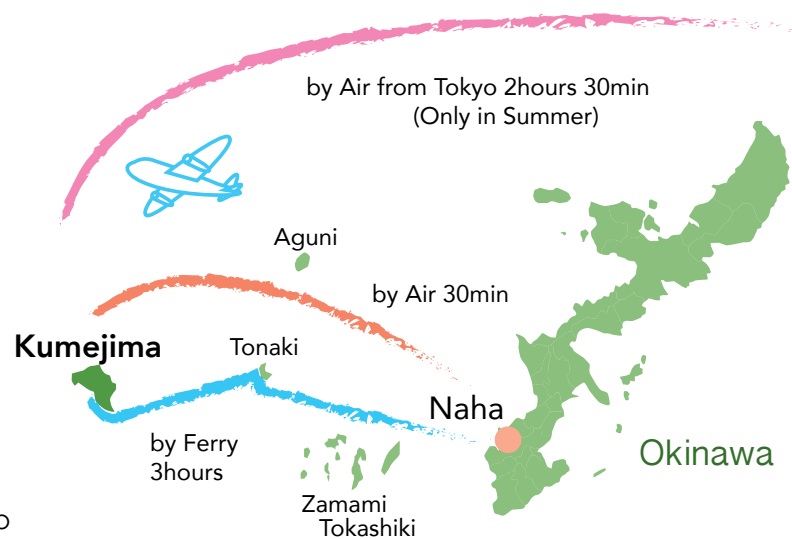 by Air from Tokyo 2hours 30min
(Only in Summer)
Aguni
by Air 30min
Kumejima
Tonaki
Naha
by Ferry
3hours
Okinawa
Zamami
Tokashiki
o